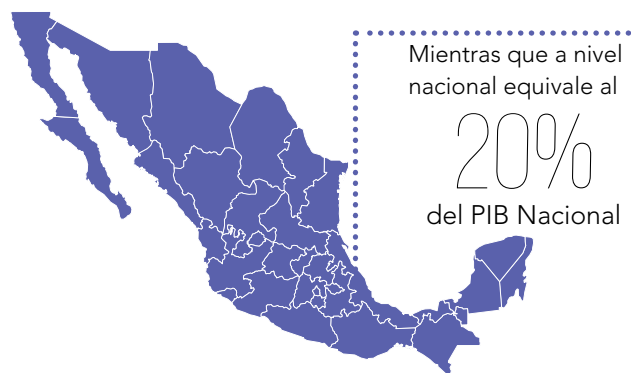 Mientras que a nivel
nacional equivale al
20%
del PIB Nacional